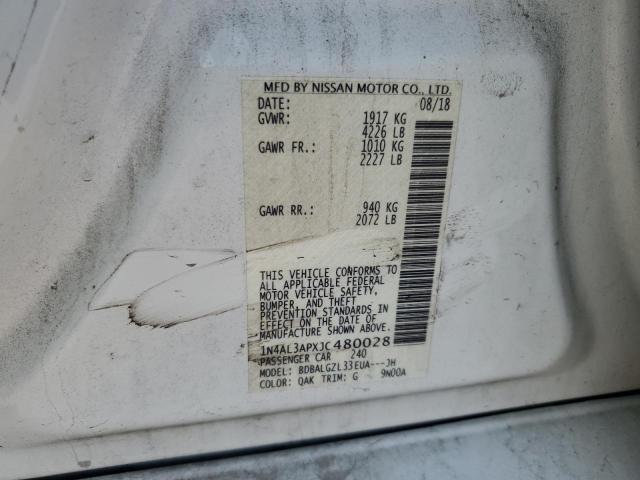 MFD BY NISSAN MOTOR CO., LTD.
DATE: 08/18
GVWR: 1917 KG
4226 LB
GAWR FR.: 1010 KG
2227 LB
GAWR RR.: 940 KG
2072 LB
THIS VEHICLE CONFORMS TO
ALL APPLICABLE FEDERAL
MOTOR VEHICLE SAFETY,
BUMPER, AND THEFT
PREVENTION STANDARDS IN
EFFECT ON THE DATE OF
MANUFACTURE SHOWN ABOVE.
1N4AL3APXJC480028
PASSENGER CAR 240
MODEL: BDBALGZL33EUA---JH
COLOR: QAK TRIM: G 9N00A